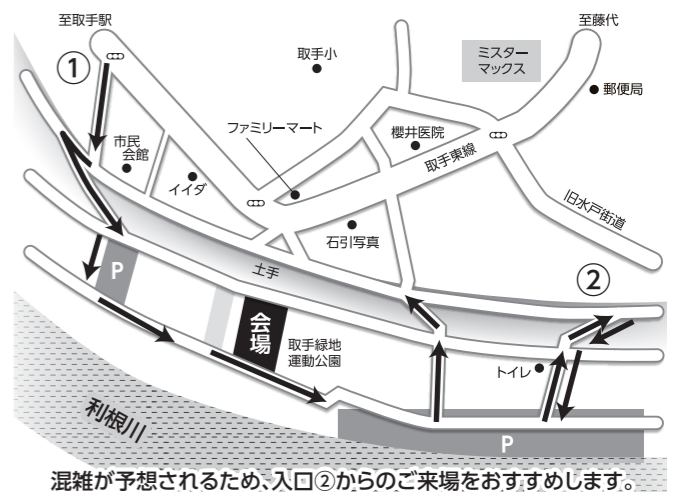 至取手駅
至藤代
①
取手小
ミスター
マックス
郵便局
ファミリーマート
櫻井医院
市民
会館
イイダ
取手東線
旧水戸街道
石引写真
土手
②
P
会場
取手緑地
運動公園
トイレ
利根川
P
混雑が予想されるため、入口②からのご来場をおすすめします。